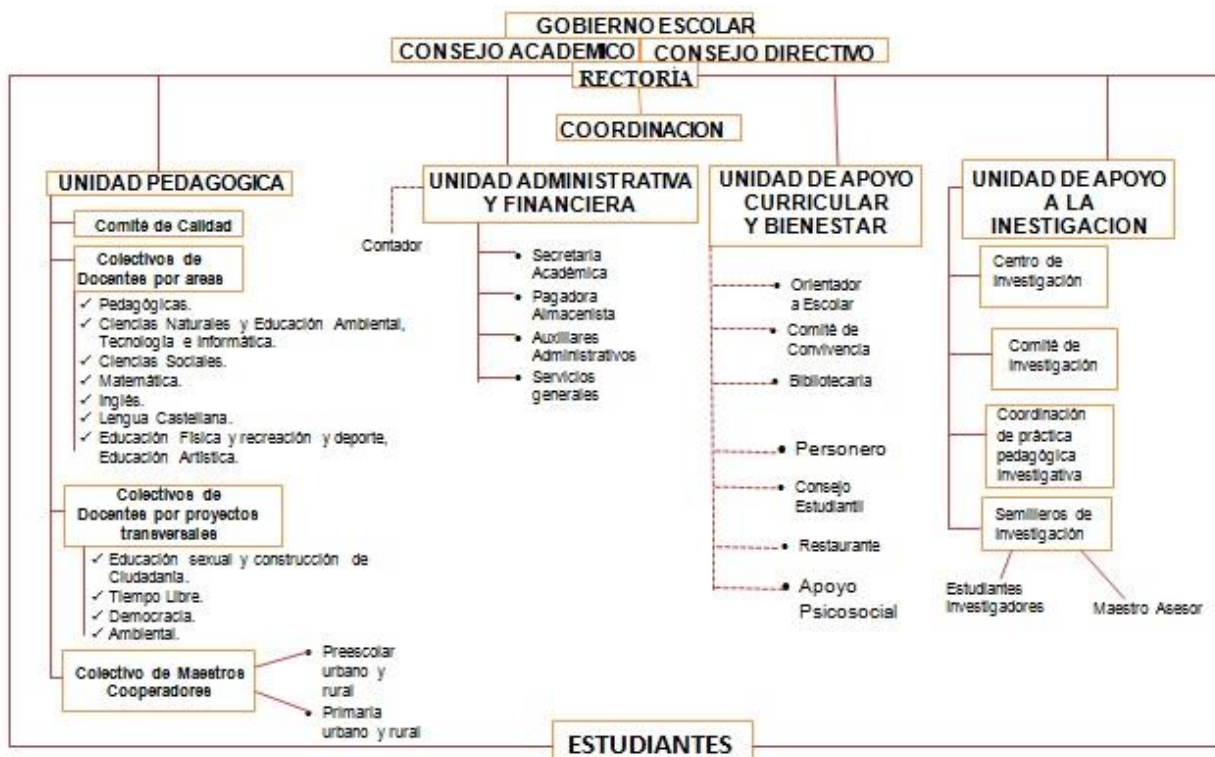 GOBIERNO ESCOLAR
CONSEJO ACADEMICO
CONSEJO DIRECTIVO
RECTORÍA
COORDINACION
UNIDAD PEDAGOGICA
Comité de Calidad
Colectivos de
Docentes por areas
✓ Pedagógicas.
✓ Ciencias Naturales y Educación Ambiental,
Tecnología e Informática.
✓ Ciencias Sociales.
✓ Matemática.
✓ Inglés.
✓ Lengua Castellana.
✓ Educación Física y recreación y deporte,
Educación Artística.
Colectivos de
Docentes por proyectos
transversales
✓ Educación sexual y construcción de
Ciudadanía.
✓ Tiempo Libre.
✓ Democracia.
✓ Ambiental.
Colectivo de Maestros
Cooperadores
• Preescolar
urbano y
rural
• Primaria
urbano y rural
UNIDAD ADMINISTRATIVA
Y FINANCIERA
Contador
• Secretaria
Académica
• Pagadora
Almacenista
• Auxiliares
Administrativos
• Servicios
generales
UNIDAD DE APOYO
CURRICULAR
Y BIENESTAR
• Orientador
a Escolar
• Comité de
Convivencia
• Bibliotecaria
• Personero
• Consejo
Estudiantil
• Restaurante
• Apoyo
Psicosocial
UNIDAD DE APOYO
A LA
INESTIGACION
Centro de
Investigación
Comité de
Investigación
Coordinación
de práctica
pedagógica
Investigativa
Semilleros de
Investigación
Estudiantes
Investigadores
Maestro Asesor
ESTUDIANTES